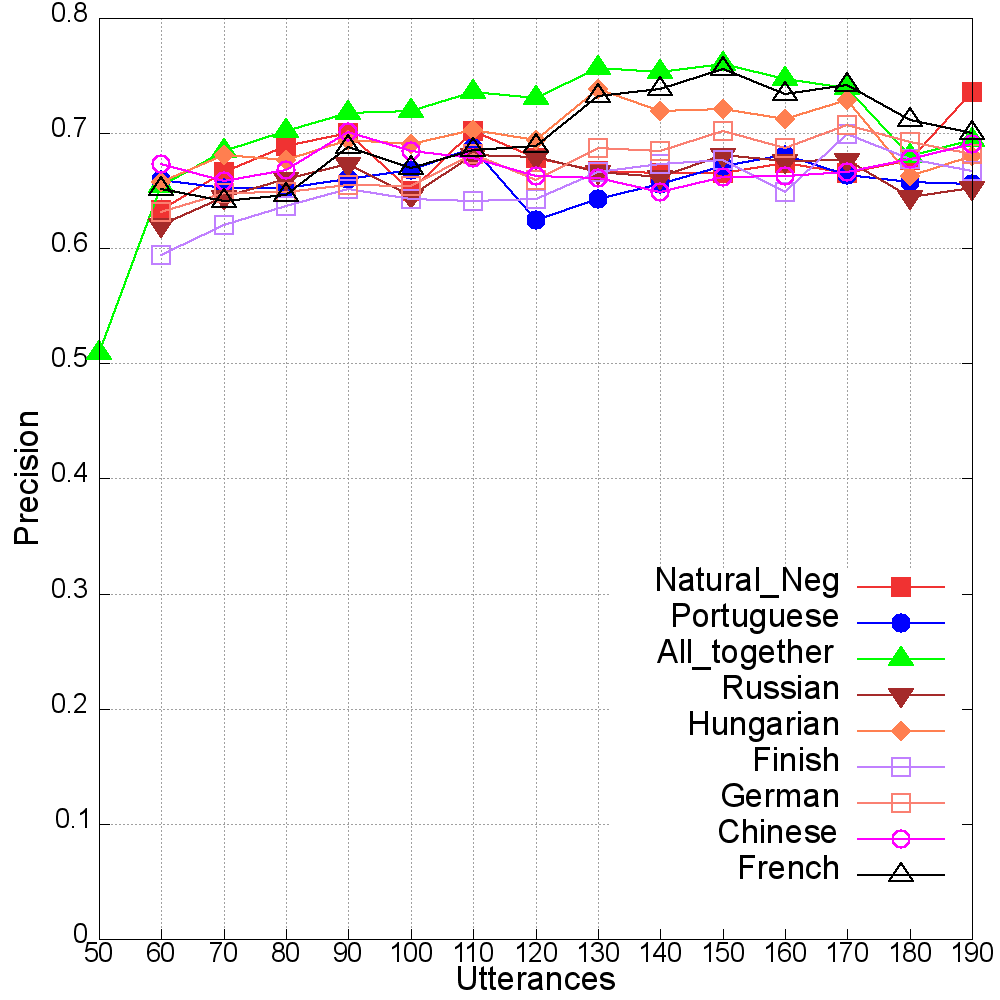 0.8
0.7
0.6
0.5
0.4
0.3
0.2
0.1
0
Precision
Natural_Neg
Portuguese
All_together
Russian
Hungarian
Finish
German
Chinese
French
50 60 70 80 90 100 110 120 130 140 150 160 170 180 190
Utterances